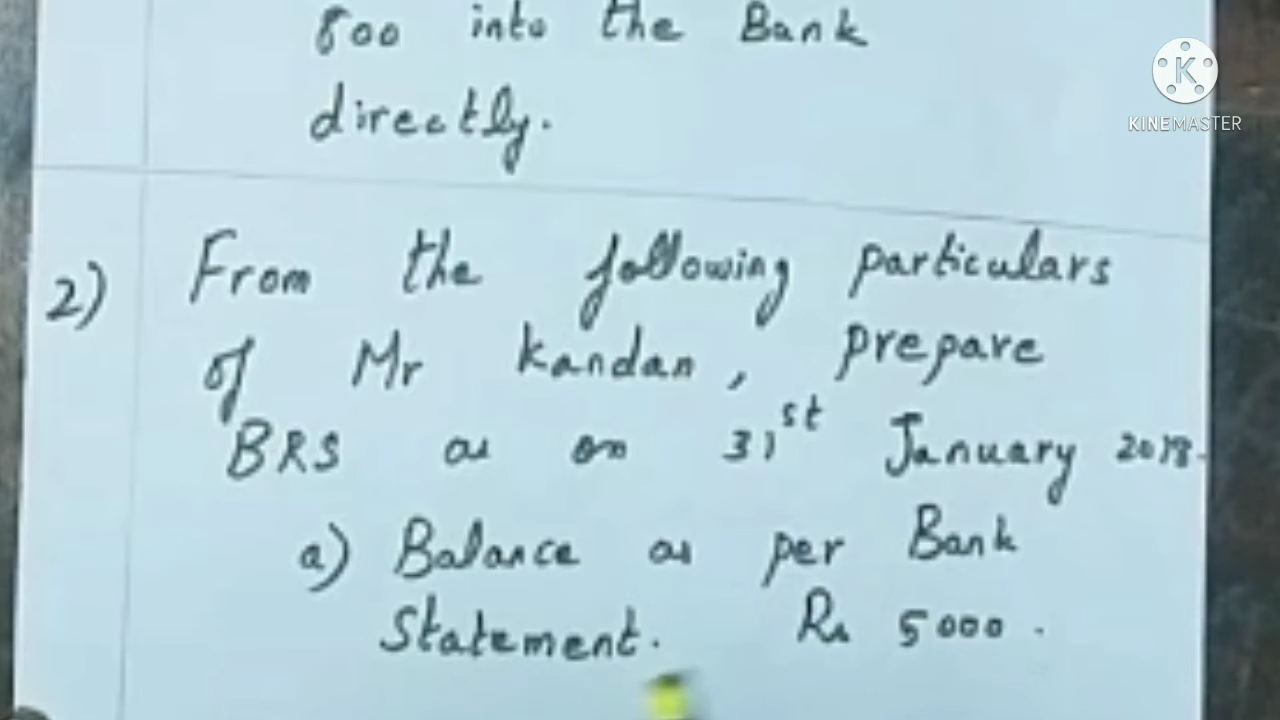 800 into the Bank
directly.
K
KINEMASTER
2) From the following particulars
of Mr Kandan, prepare
BRS as on 31st January 2018.
a) Balance as per Bank
Statement. Rs 5000.